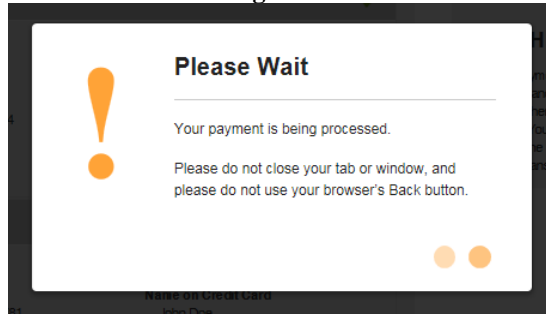 Please Wait
Your payment is being processed.
Please do not close your tab or window, and
please do not use your browser's Back button.
Name on Credit Card
John Doe